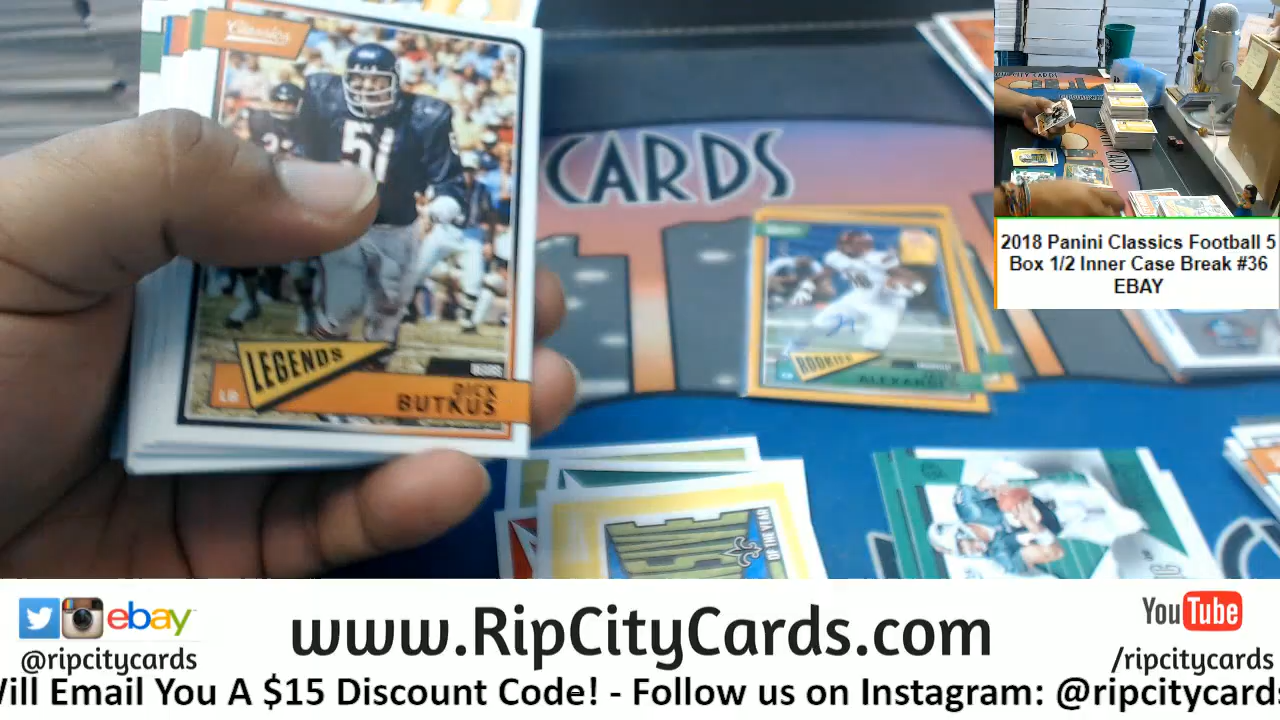 Classics
51
LEGENDS
LB
BEARS
DICK
BUTKUS
CARDS
ROOKIES
ALEXANDER
OF THE YEAR
2018 Panini Classics Football 5
Box 1/2 Inner Case Break #36
EBAY
ebay
@ripcitycards
www.RipCityCards.com
YouTube
/ripcitycards
Will Email You A $15 Discount Code! - Follow us on Instagram: @ripcitycards